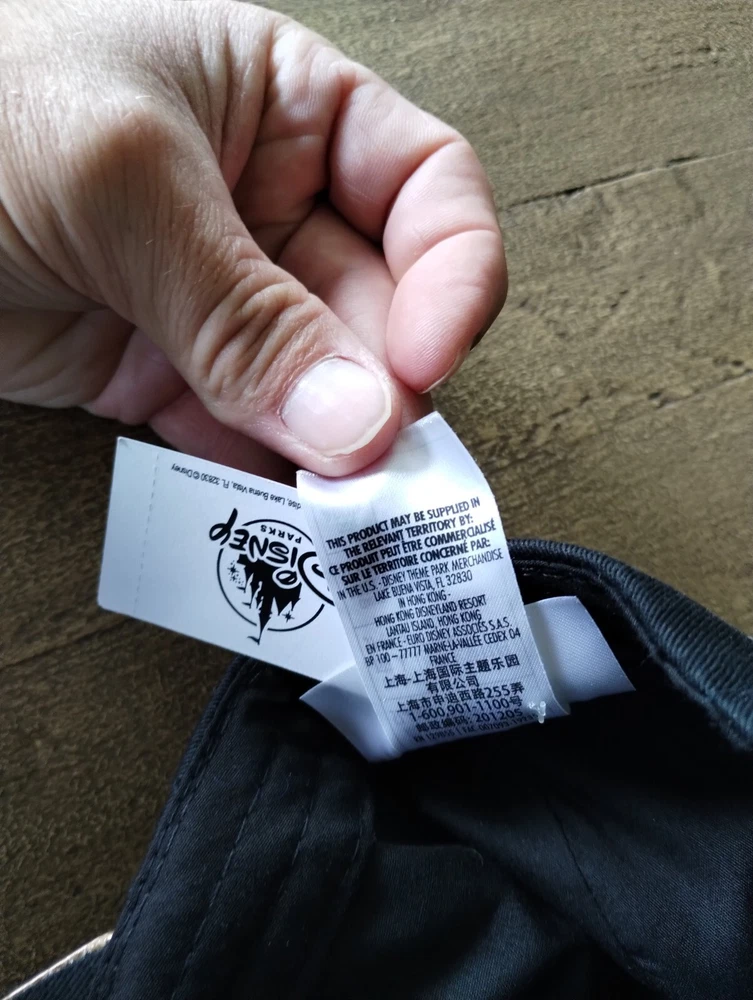 dise, Lake Buena Vista, FL 32830 ©Disney
Disney
PARKS
THIS PRODUCT MAY BE SUPPLIED IN
THE RELEVANT TERRITORY BY:
CE PRODUIT PEUT ÊTRE COMMERCIALISÉ
SUR LE TERRITOIRE CONCERNÉ PAR:
IN THE U.S. - DISNEY THEME PARK MERCHANDISE
LAKE BUENA VISTA, FL 32830
IN HONG KONG -
HONG KONG DISNEYLAND RESORT
LANTAU ISLAND, HONG KONG
EN FRANCE - EURO DISNEY ASSOCIÉS S.A.S.
BP 100 – 77777 MARNE-LA-VALLÉE CEDEX 04
FRANCE
上海-上海国际主题乐园
有限公司
上海市申迪西路255弄
1-600,901-1100号
邮政编码: 201205